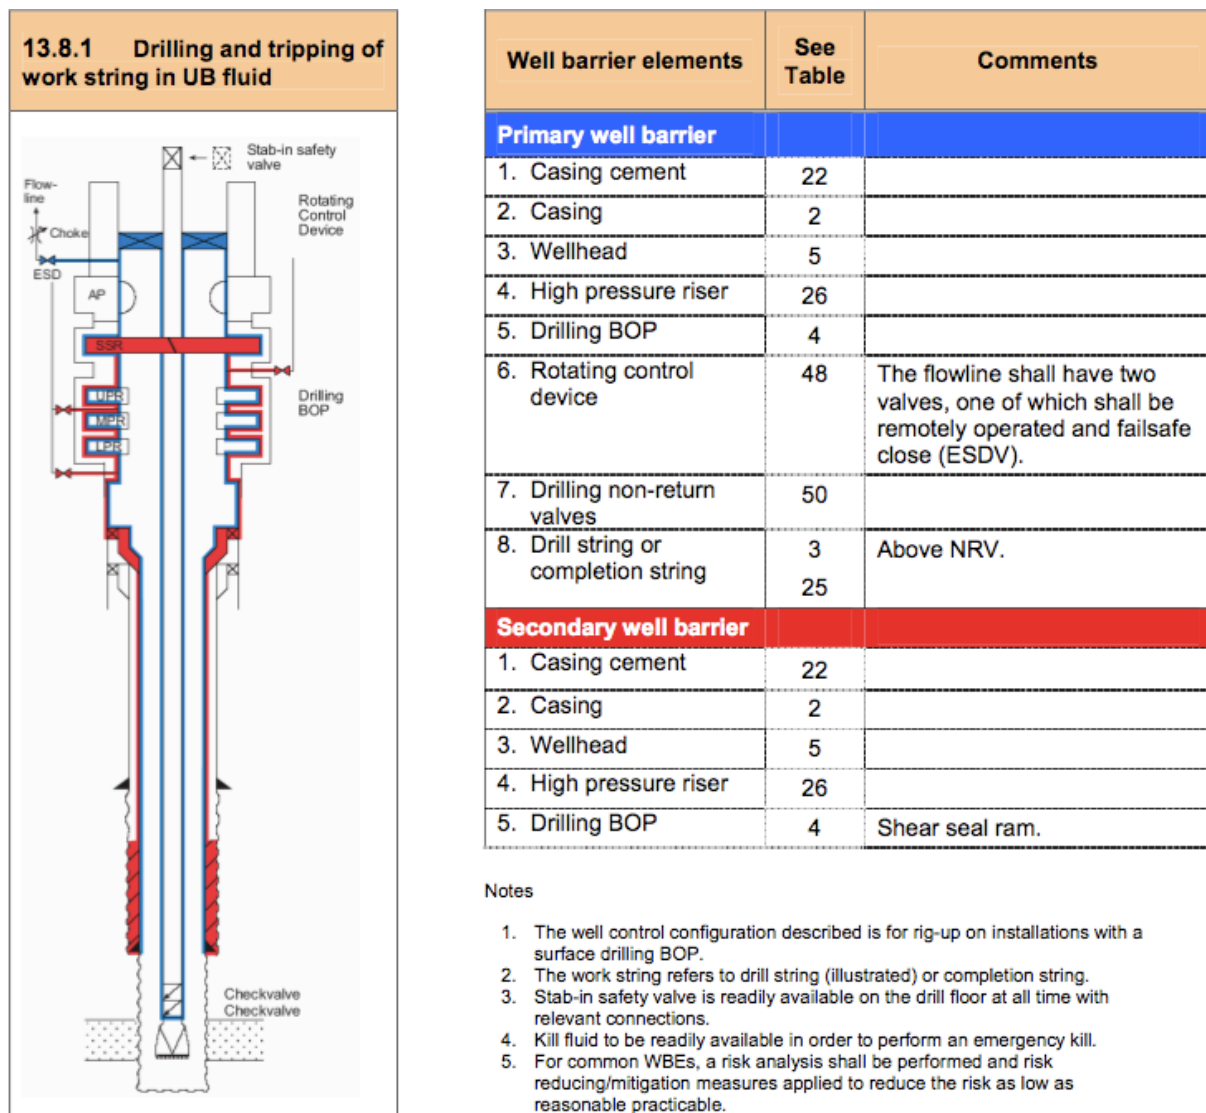 13.8.1 Drilling and tripping of
work string in UB fluid
Stab-in safety
valve
Flow-
line
Choke
Rotating
Control
Device
ESD
AP
SSR
UPR
MPR
LPR
Drilling
BOP
Checkvalve
Checkvalve
Well barrier elements See Table Comments
Primary well barrier
1. Casing cement 22
2. Casing 2
3. Wellhead 5
4. High pressure riser 26
5. Drilling BOP 4
6. Rotating control 48 The flowline shall have two
device valves, one of which shall be
remotely operated and failsafe
close (ESDV).
7. Drilling non-return 50
valves
8. Drill string or 3 Above NRV.
completion string 25
Secondary well barrier
1. Casing cement 22
2. Casing 2
3. Wellhead 5
4. High pressure riser 26
5. Drilling BOP 4 Shear seal ram.
Notes
1. The well control configuration described is for rig-up on installations with a
surface drilling BOP.
2. The work string refers to drill string (illustrated) or completion string.
3. Stab-in safety valve is readily available on the drill floor at all time with
relevant connections.
4. Kill fluid to be readily available in order to perform an emergency kill.
5. For common WBEs, a risk analysis shall be performed and risk
reducing/mitigation measures applied to reduce the risk as low as
reasonable practicable.